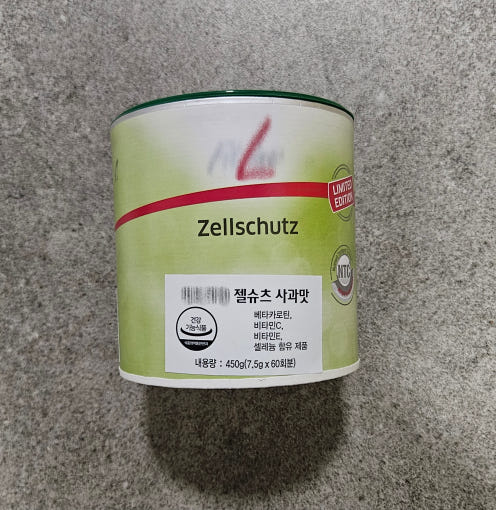 LIMITED
EDITION
Zellschutz
NTC
젤슈츠 사과맛
건강
기능식품
베타카로틴,
비타민C,
비타민E,
셀레늄 함유 제품
내용량 : 450g(7,5g x 60회분)